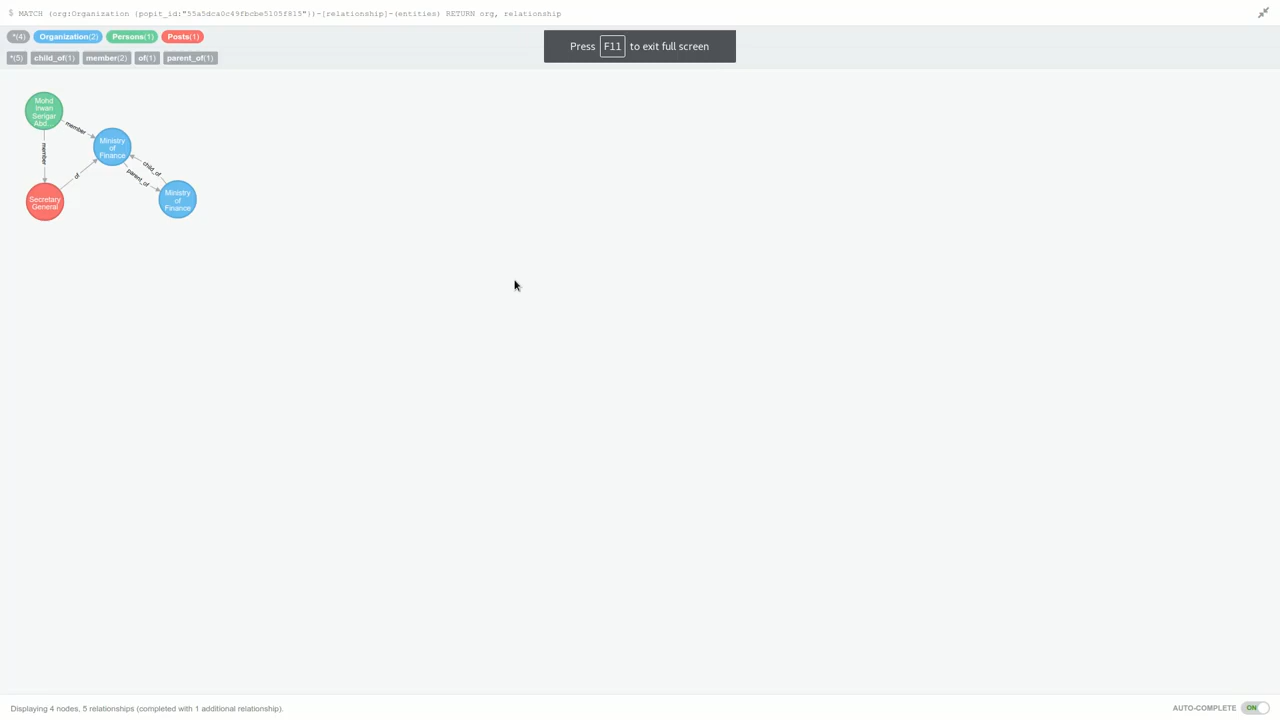 $ MATCH (org:Organization {popit_id:"55a5dca0c49fbcbe5105f815"})-[relationship]-(entities) RETURN org, relationship
*(4) Organization(2) Persons(1) Posts(1)
*(5) child_of(1) member(2) of(1) parent_of(1)
Press F11 to exit full screen
Mohd
Irwan
Serigar
Abd...
member
member
Ministry
of
Finance
child_of
parent_of
of
Secretary
General
Ministry
of
Finance
Displaying 4 nodes, 5 relationships (completed with 1 additional relationship).
AUTO-COMPLETE ON